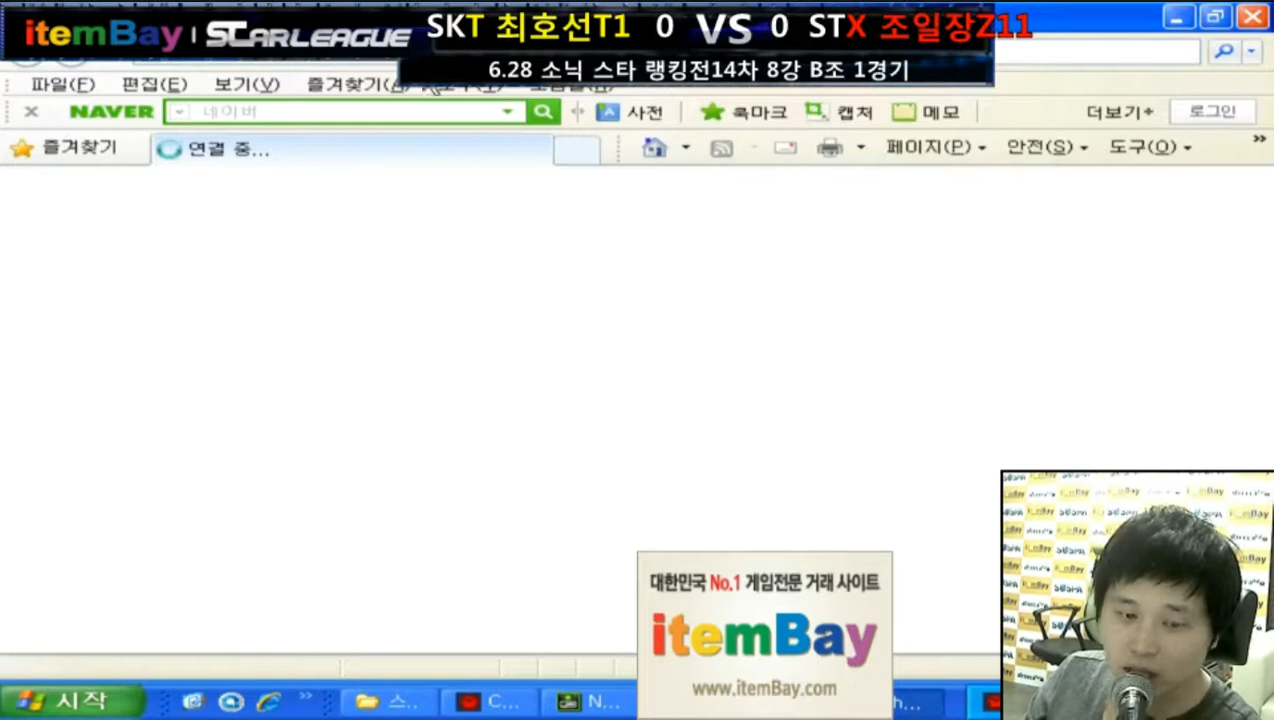 itemBay | STARLEAGUE
SKT 최호선T1 0 VS 0 STX 조일장Z11
6.28 소닉 스타 랭킹전14차 8강 B조 1경기
파일(F) 편집(E) 보기(V) 즐겨찾기(A)
NAVER 네이버 사전 북마크 캡처 메모 더보기+ 로그인
즐겨찾기 연결 중... 페이지(P) 안전(S) 도구(O) »
대한민국 No.1 게임전문 거래 사이트
itemBay
www.itemBay.com
시작 » 스.. C... N...